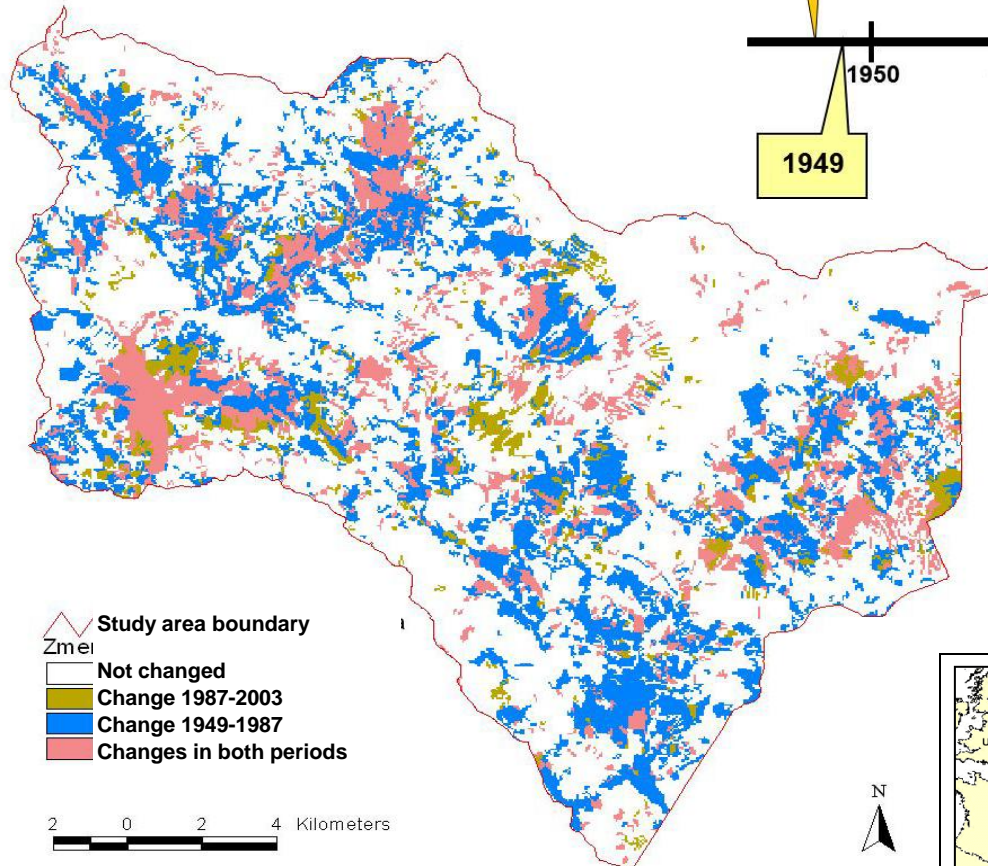 1950
1949
Study area boundary
Zme
Not changed
Change 1987-2003
Change 1949-1987
Changes in both periods
2 0 2 4 Kilometers
N